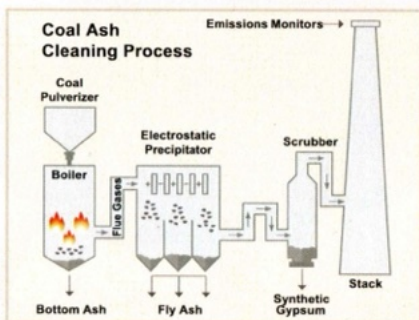 Coal Ash
Cleaning Process
Emissions Monitors
Coal
Pulverizer
Electrostatic
Precipitator
Scrubber
Boiler
Flue Gases
Bottom Ash
Fly Ash
Synthetic
Gypsum
Stack